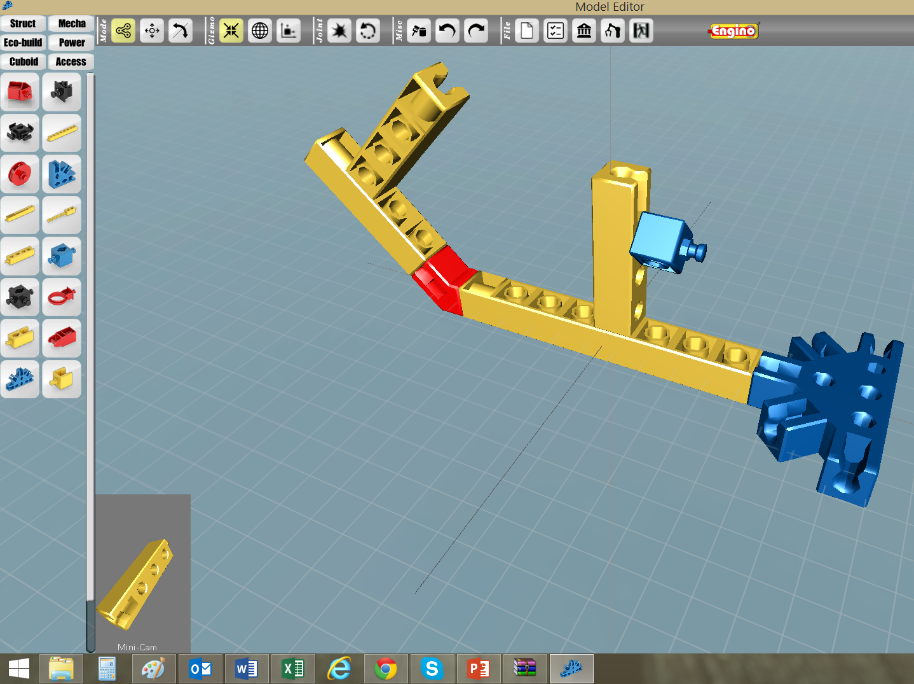 Model Editor
Struct
Mecha
Eco-build
Power
Cuboid
Access
Mode
Gizmo
Joint
Misc
File
Engino
Mini-Cam